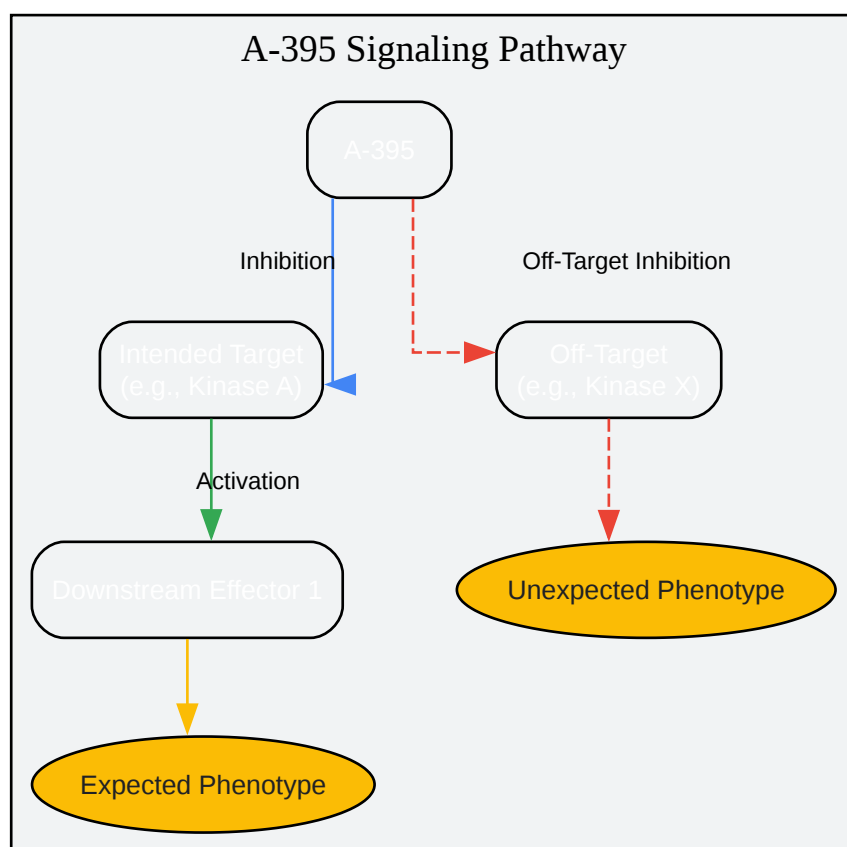 A-395 Signaling Pathway
A-395
Inhibition
Off-Target Inhibition
Intended Target
(e.g., Kinase A)
Off-Target
(e.g., Kinase X)
Activation
Downstream Effector 1
Unexpected Phenotype
Expected Phenotype